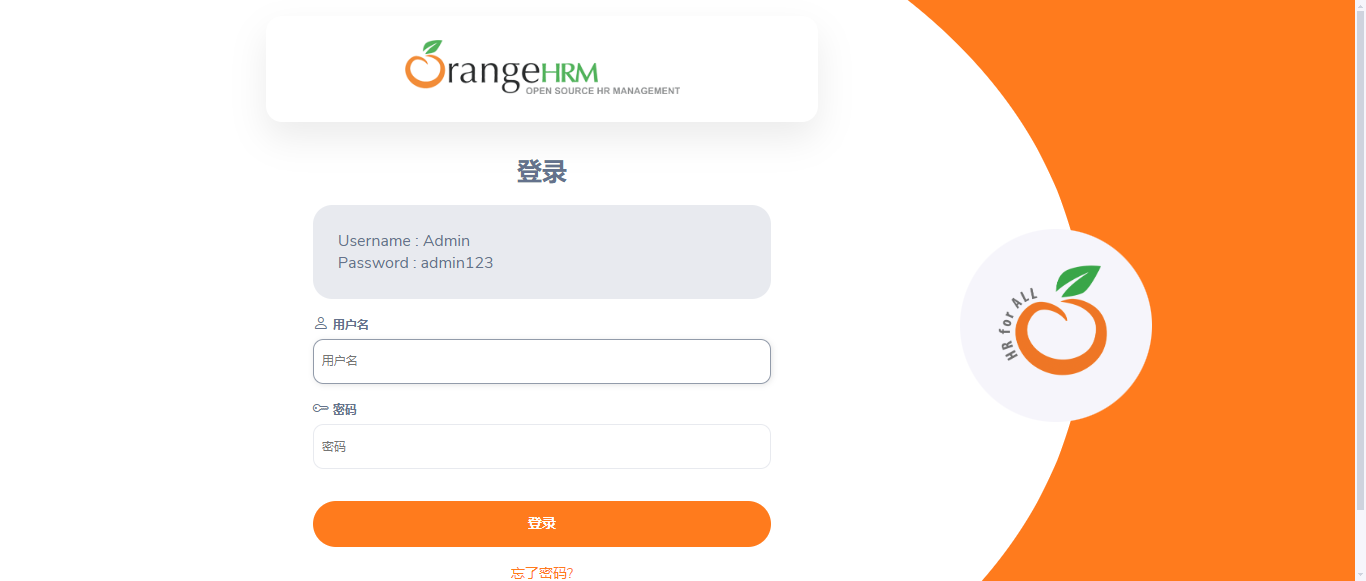 OrangeHRM
OPEN SOURCE HR MANAGEMENT
登录
Username : Admin
Password : admin123
用户名
用户名
密码
密码
登录
忘了密码?
HR for ALL